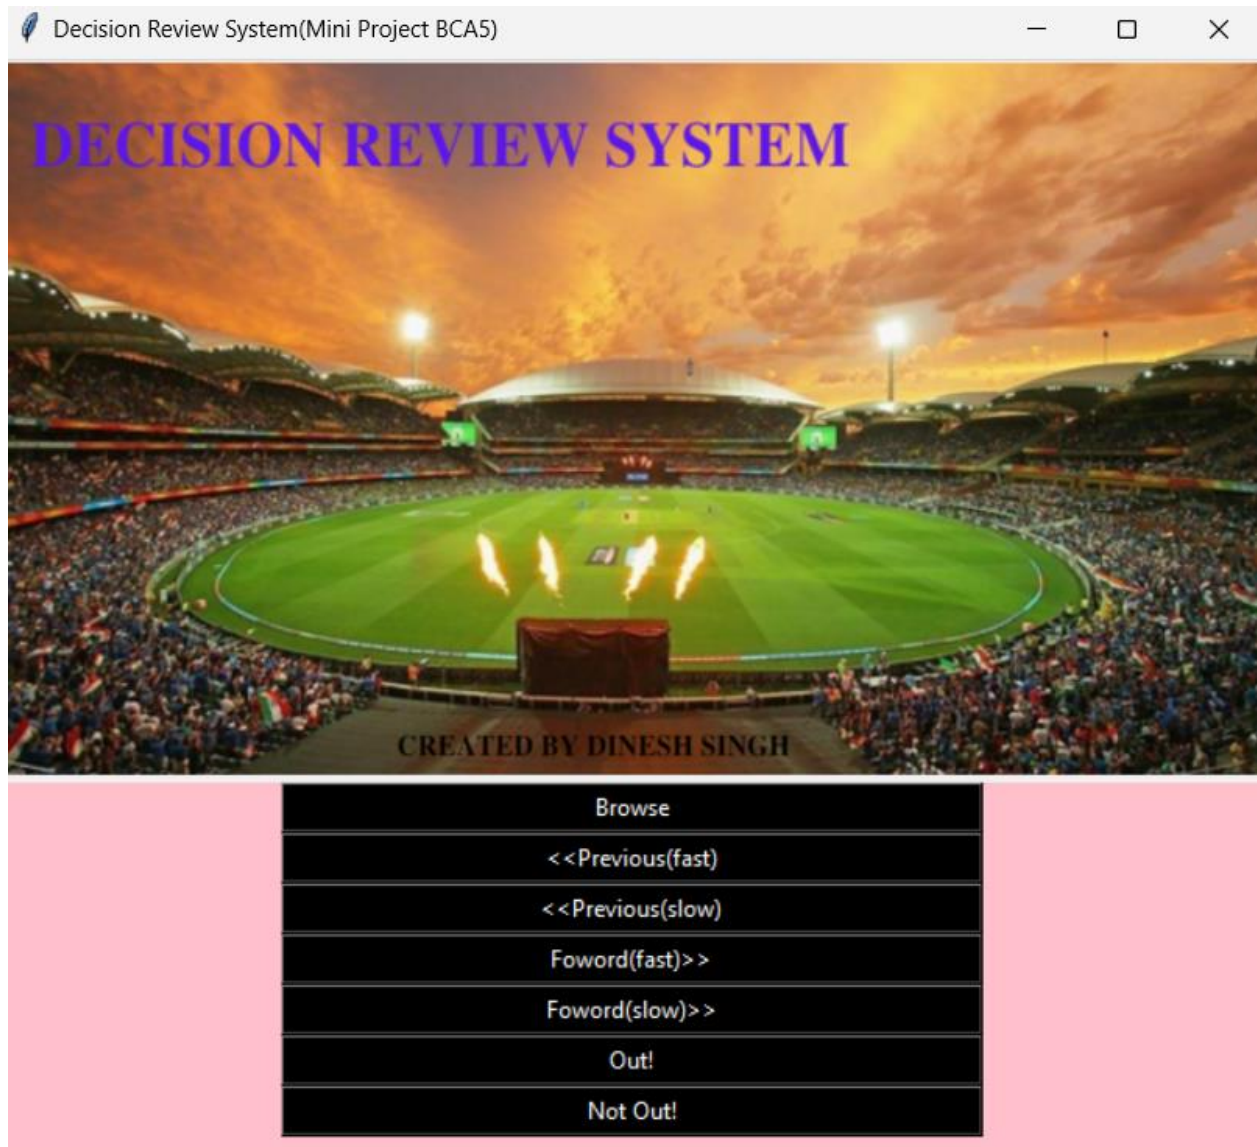 Decision Review System(Mini Project BCA5)
DECISION REVIEW SYSTEM
CREATED BY DINESH SINGH
Browse
<<Previous(fast)
<<Previous(slow)
Foword(fast)>>
Foword(slow)>>
Out!
Not Out!